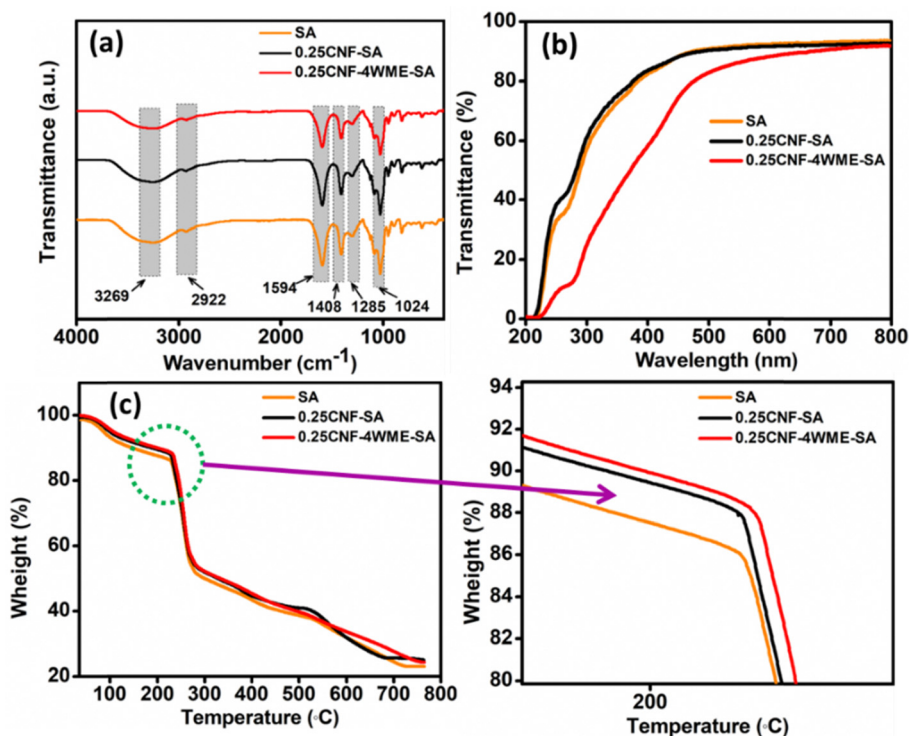 (a)
SA
0.25CNF-SA
0.25CNF-4WME-SA
Transmittance (a.u.)
3269
2922
1594
1408
1285
1024
4000
3000
2000
1000
Wavenumber (cm⁻¹)
(b)
SA
0.25CNF-SA
0.25CNF-4WME-SA
Transmittance (%)
100
80
60
40
20
0
200
300
400
500
600
700
800
Wavelength (nm)
(c)
SA
0.25CNF-SA
0.25CNF-4WME-SA
Wheight (%)
100
80
60
40
20
100
200
300
400
500
600
700
800
Temperature (◦C)
SA
0.25CNF-SA
0.25CNF-4WME-SA
Wheight (%)
94
92
90
88
86
84
82
80
200
Temperature (◦C)